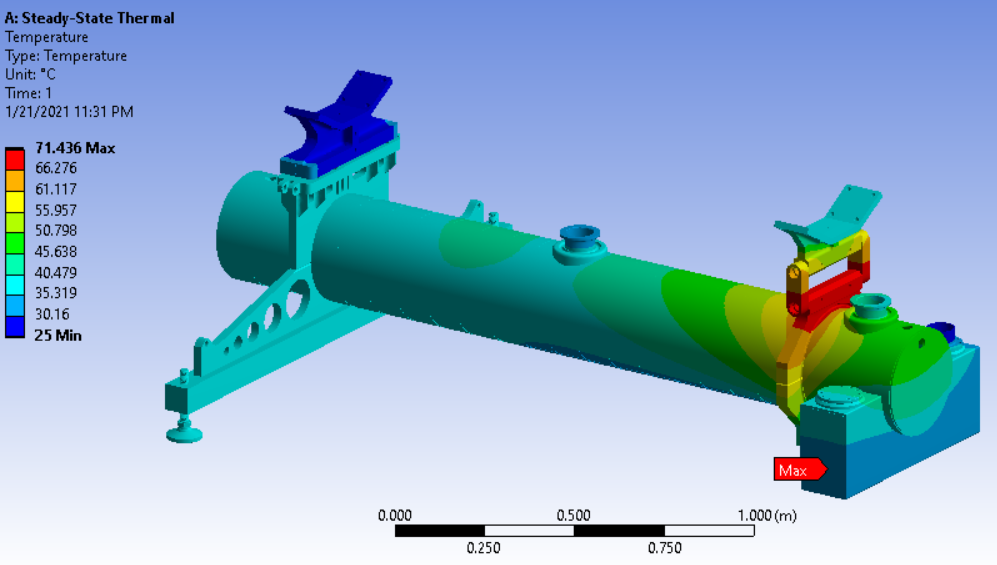 A: Steady-State Thermal
Temperature
Type: Temperature
Unit: °C
Time: 1
1/21/2021 11:31 PM
71.436 Max
66.276
61.117
55.957
50.798
45.638
40.479
35.319
30.16
25 Min
Max
0.000 0.500 1.000 (m)
0.250 0.750